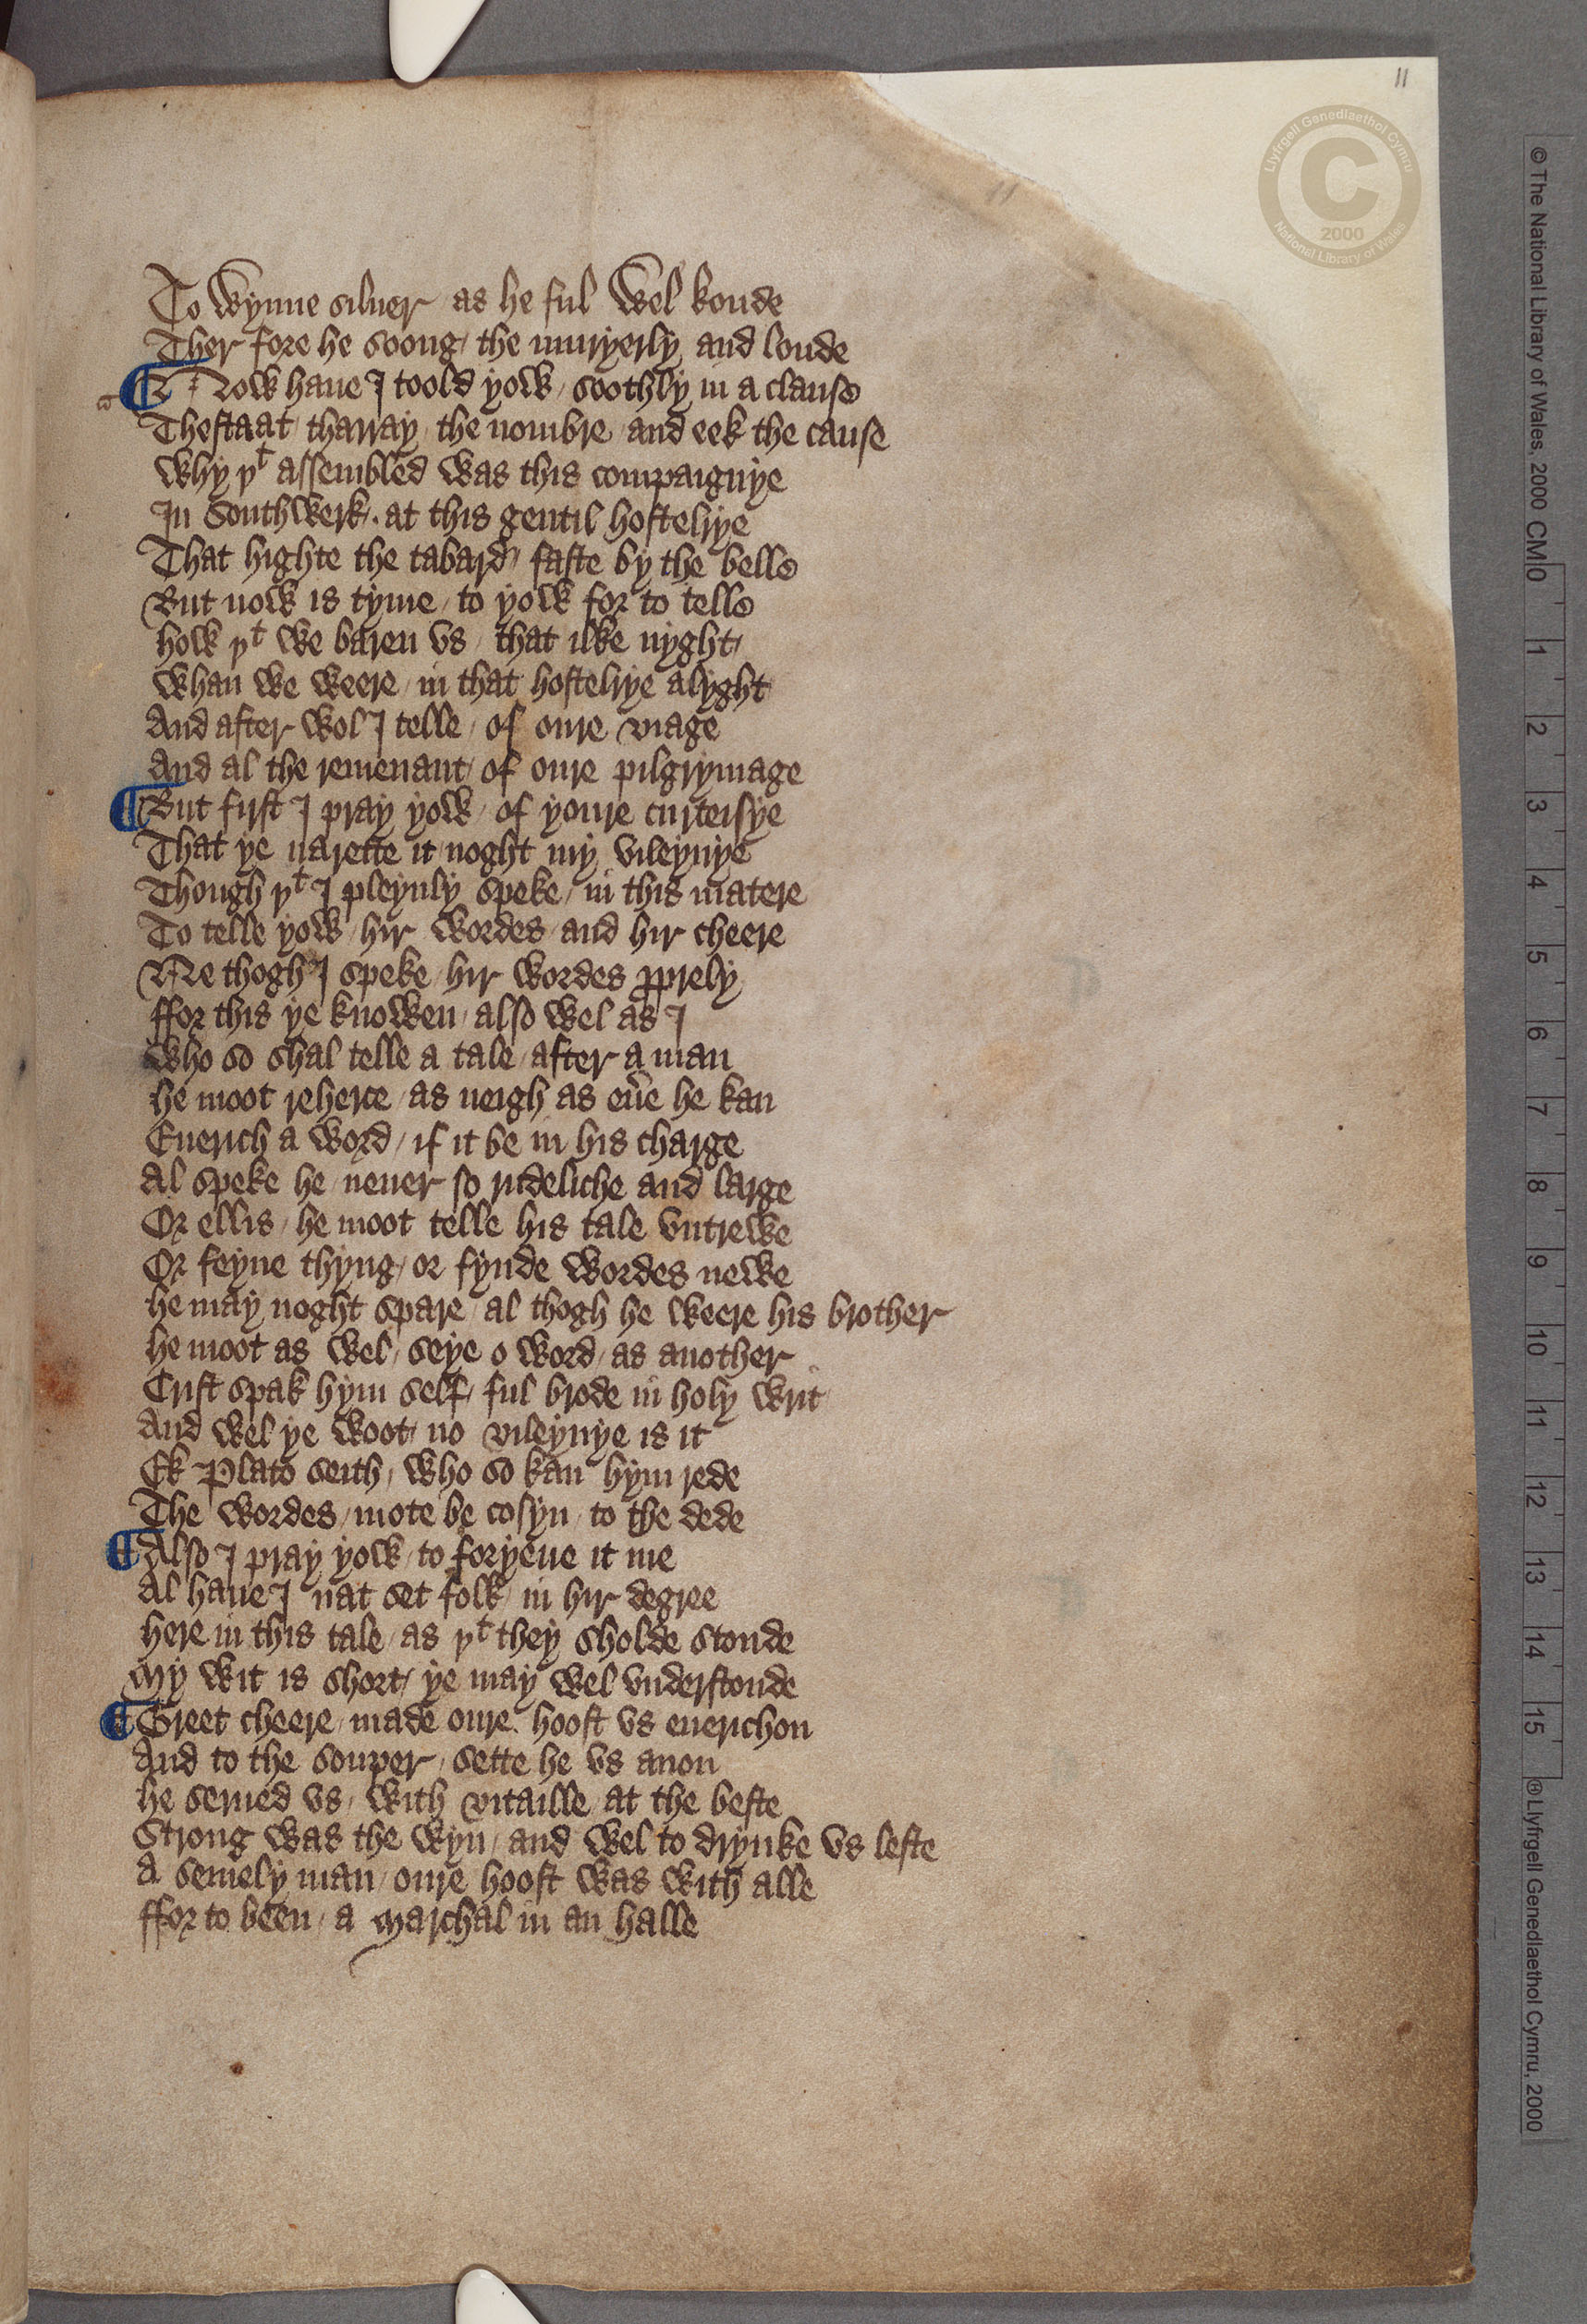 11
To wynne siluer as he ful wel koude
Ther fore he soong / the muryerly and loude
¶ Now haue I toold yow / soothly in a clause
Thestaat / tharray / the nombre / and eek the cause
Why þt assembled was this compaignye
In Southwerk / . at this gentil hostelrye
That highte the tabard / faste by the belle
But now is tyme / to yow for to telle
How þt we baren vs / that ilke nyght /
Whan we weere / in that hostelrye alyght
And after wol I telle / of oure viage
And al the remenant / of oure pilgrymage
¶ But first I pray yow / of youre curteisye
That ye narette it noght my vileynye
Though þt I pleynly speke / in this matere
To telle yow / hir wordes / and hir cheere
Ne thogh I speke / hir wordes ꝓprely
ffor this ye knowen / also wel as I
Who so shal telle a tale / after a man
He moot reherce / as neigh as eu̅e he kan
Euerich a word / if it be in his charge
Al speke he / neuer so rudeliche and large
Or ellis / he moot telle his tale vntrewe
Or feyne thyng / or fynde wordes newe
He may noght spare / al thogh he weere his brother
He moot as wel / seye o word / as another
Crist spak hym self / ful brode in holy writ
And wel ye woot / no vileynye is it
Ek Plato seith / who so kan hym rede
The wordes / mote be cosyn / to the dede
¶ Also I pray yow / to foryeue it me
Al haue I nat set folk / in hir degree
Here in this tale / as þt they sholde stonde
My wit is short / ye may wel vnderstonde
¶ Greet cheere / made oure hoost vs euerichon
And to the souper / sette he vs anon
He serued vs / with vitaille at the beste
Strong was the wyn / and wel to drynke vs leste
A semely man / oure hoost was with alle
ffor to been / a marchal in an halle
© The National Library of Wales, 2000
CM 0 1 2 3 4 5 6 7 8 9 10 11 12 13 14 15
® Llyfrgell Genedlaethol Cymru, 2000
Llyfrgell Genedlaethol Cymru
C
2000
National Library of Wales